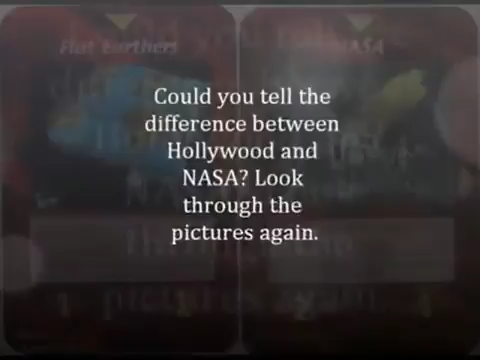 Flat Earthers
NASA
Could you tell the
difference between
Hollywood and
NASA? Look
through the
pictures again.